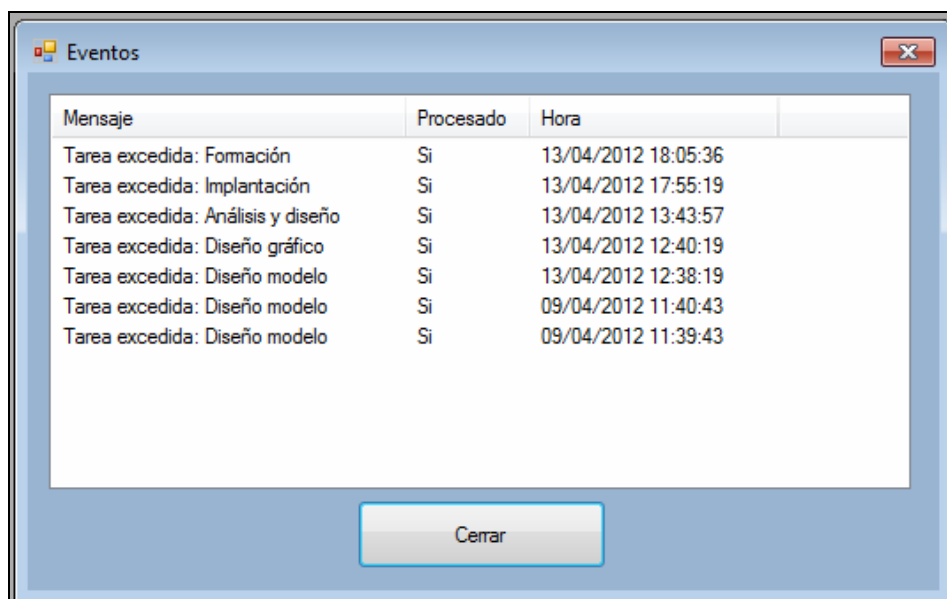 Eventos
Mensaje Procesado Hora
Tarea excedida: Formación Si 13/04/2012 18:05:36
Tarea excedida: Implantación Si 13/04/2012 17:55:19
Tarea excedida: Análisis y diseño Si 13/04/2012 13:43:57
Tarea excedida: Diseño gráfico Si 13/04/2012 12:40:19
Tarea excedida: Diseño modelo Si 13/04/2012 12:38:19
Tarea excedida: Diseño modelo Si 09/04/2012 11:40:43
Tarea excedida: Diseño modelo Si 09/04/2012 11:39:43
Cerrar